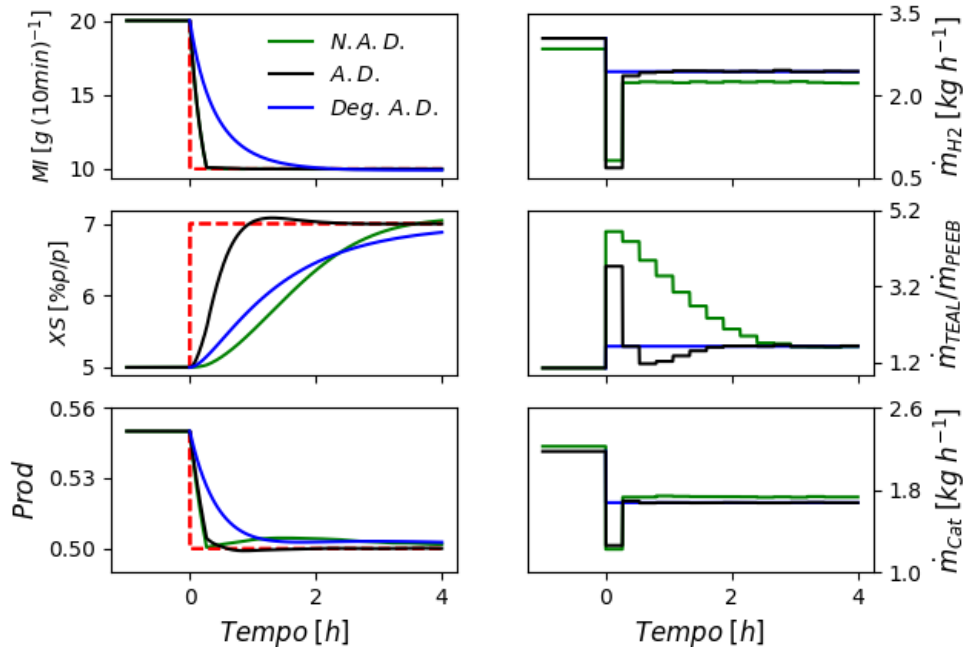 MI [g (10min)⁻¹]
20
15
10
N.A.D.
A.D.
Deg. A.D.
3.5
2.0
0.5
ṁ_H2 [kg h⁻¹]
XS [%p/p]
7
6
5
5.2
3.2
1.2
ṁ_TEAL/ṁ_PEEB
Prod
0.56
0.53
0.50
0
2
4
Tempo [h]
2.6
1.8
1.0
ṁ_Cat [kg h⁻¹]
0
2
4
Tempo [h]